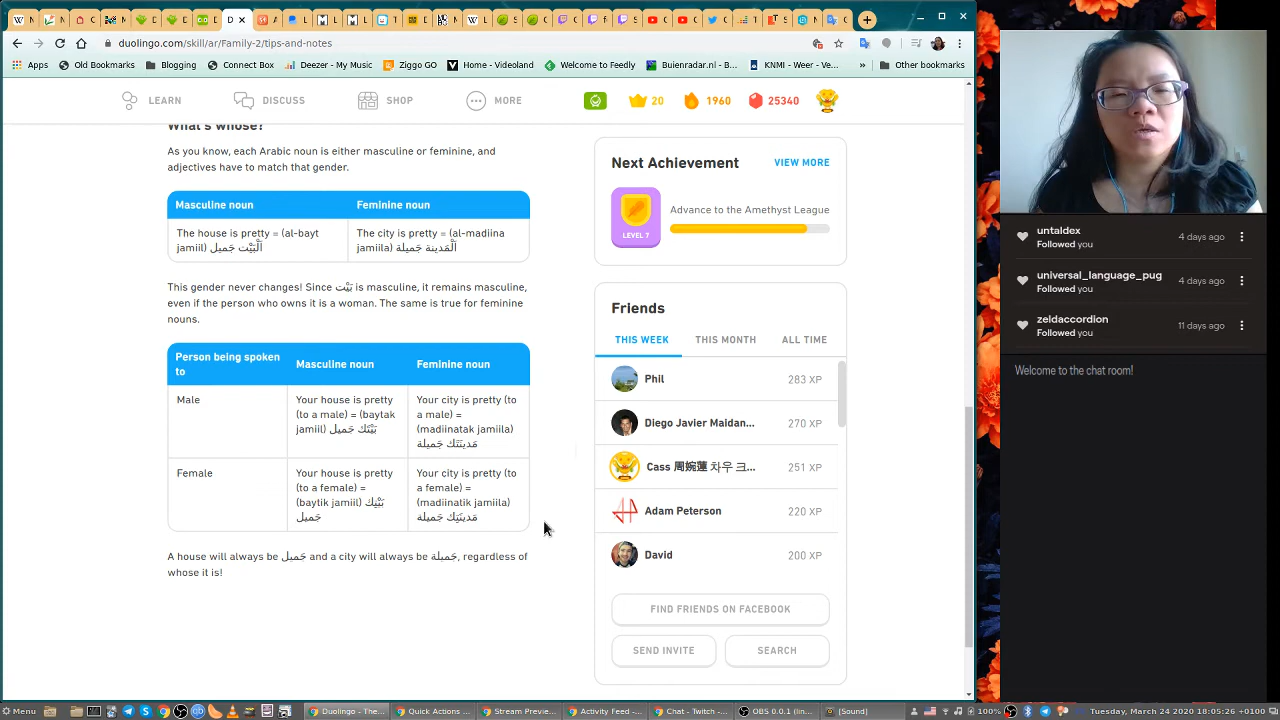 duolingo.com/skill/ar/Family-2/tips-and-notes
Apps Old Bookmarks Blogging Connect Box Deezer - My Music Ziggo GO Home - Videoland Welcome to Feedly Buienradar.nl - B... KNMI - Weer - Ve... » Other bookmarks
LEARN DISCUSS SHOP MORE 20 1960 25340
What's whose?
As you know, each Arabic noun is either masculine or feminine, and
adjectives have to match that gender.
Masculine noun Feminine noun
The house is pretty = (al-bayt
jamiil) اَلْبَيْت جَميل
The city is pretty = (al-madiina
jamiila) اَلْمَدينة جَميلة
This gender never changes! Since بَيْت is masculine, it remains masculine,
even if the person who owns it is a woman. The same is true for feminine
nouns.
Person being spoken
to
Masculine noun Feminine noun
Male
Your house is pretty
(to a male) = (baytak
jamiil) بَيْتَك جَميل
Your city is pretty (to
a male) =
(madiinatak jamiila)
مَدينَتَك جَميلة
Female
Your house is pretty
(to a female) =
(baytik jamiil) بَيْتِك
جَميل
Your city is pretty (to
a female) =
(madiinatik jamiila)
مَدينَتِك جَميلة
A house will always be جَميل and a city will always be جَميلة, regardless of
whose it is!
Next Achievement VIEW MORE
LEVEL 7
Advance to the Amethyst League
Friends
THIS WEEK THIS MONTH ALL TIME
Phil 283 XP
Diego Javier Maidan... 270 XP
Cass 周婉蓮 차우 크... 251 XP
Adam Peterson 220 XP
David 200 XP
FIND FRIENDS ON FACEBOOK
SEND INVITE SEARCH
untaldex
Followed you
4 days ago
universal_language_pug
Followed you
4 days ago
zeldaccordion
Followed you
11 days ago
Welcome to the chat room!
Menu Duolingo - The... Quick Actions ... Stream Preview... Activity Feed -... Chat - Twitch -... OBS 0.0.1 (linux... [Sound] 100% Tuesday, March 24 2020 18:05:26 +0100